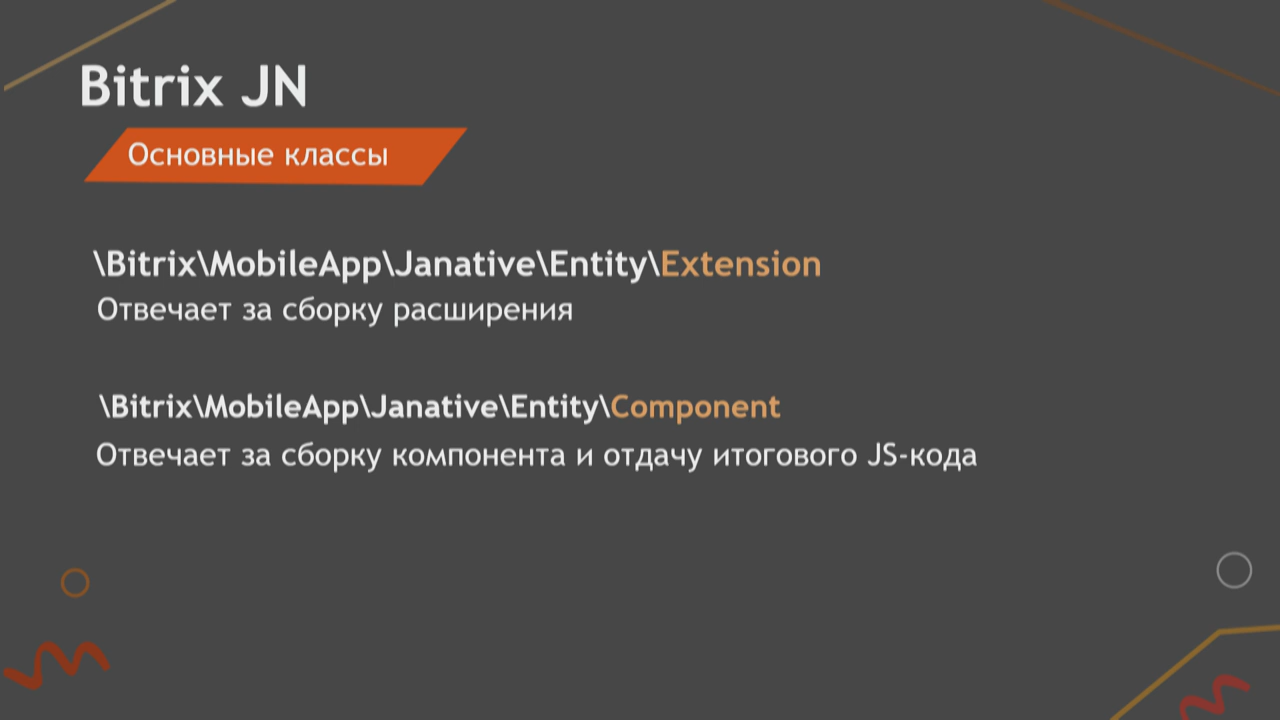 Bitrix JN
Основные классы
\Bitrix\MobileApp\Janative\Entity\Extension
Отвечает за сборку расширения
\Bitrix\MobileApp\Janative\Entity\Component
Отвечает за сборку компонента и отдачу итогового JS-кода